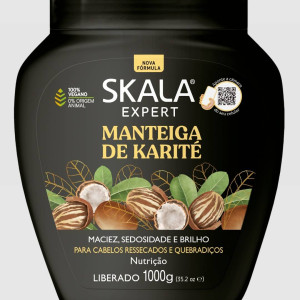 NOVA
FÓRMULA
100%
VEGANO
0% ORIGEM
ANIMAL
SKALA®
EXPERT
MANTEIGA
DE KARITÉ
MACIEZ, SEDOSIDADE E BRILHO
PARA CABELOS RESSECADOS E QUEBRADIÇOS
Nutrição
LIBERADO 1000g (35.2 oz ℮)